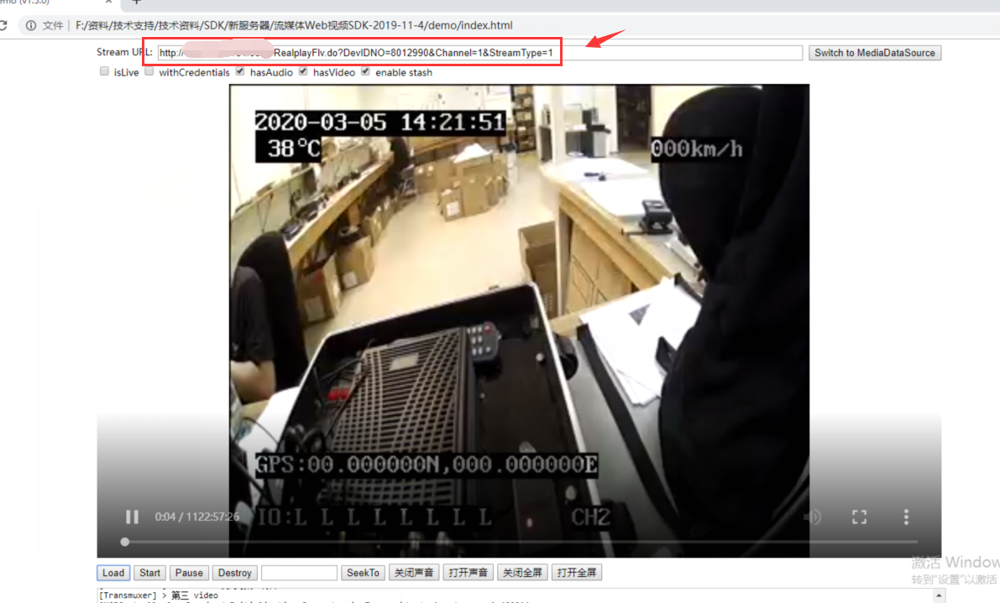 emo (v1.5.0)
文件 F:/资料/技术支持/技术资料/SDK/新服务器/流媒体Web视频SDK-2019-11-4/demo/index.html
Stream URL: http:// RealplayFlv.do?DevIDNO=8012990&Channel=1&StreamType=1 Switch to MediaDataSource
isLive withCredentials hasAudio hasVideo enable stash
2020-03-05 14:21:51
38°C 000km/h
GPS:00.000000N,000.000000E
0:04 / 1122:57:26 IO:L L L L L L L L CH2
激活 Window
转到"设置"以激活
Load Start Pause Destroy SeekTo 关闭声音 打开声音 关闭全屏 打开全屏
[Transmuxer] > 第三 video